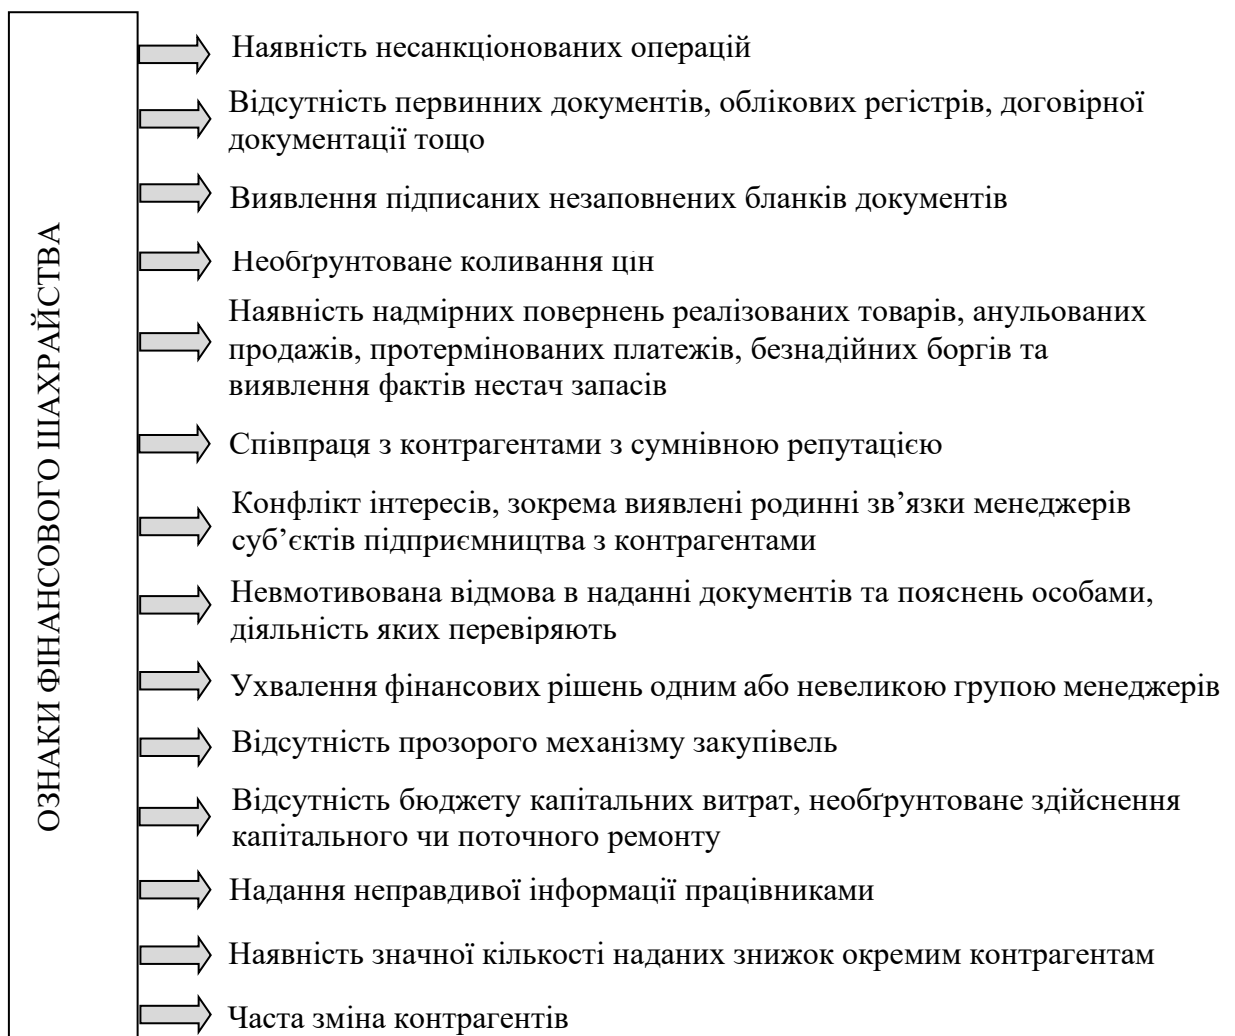 ОЗНАКИ ФІНАНСОВОГО ШАХРАЙСТВА
Наявність несанкціонованих операцій
Відсутність первинних документів, облікових регістрів, договірної
документації тощо
Виявлення підписаних незаповнених бланків документів
Необґрунтоване коливання цін
Наявність надмірних повернень реалізованих товарів, анульованих
продажів, протермінованих платежів, безнадійних боргів та
виявлення фактів нестач запасів
Співпраця з контрагентами з сумнівною репутацією
Конфлікт інтересів, зокрема виявлені родинні зв’язки менеджерів
суб’єктів підприємництва з контрагентами
Невмотивована відмова в наданні документів та пояснень особами,
діяльність яких перевіряють
Ухвалення фінансових рішень одним або невеликою групою менеджерів
Відсутність прозорого механізму закупівель
Відсутність бюджету капітальних витрат, необґрунтоване здійснення
капітального чи поточного ремонту
Надання неправдивої інформації працівниками
Наявність значної кількості наданих знижок окремим контрагентам
Часта зміна контрагентів